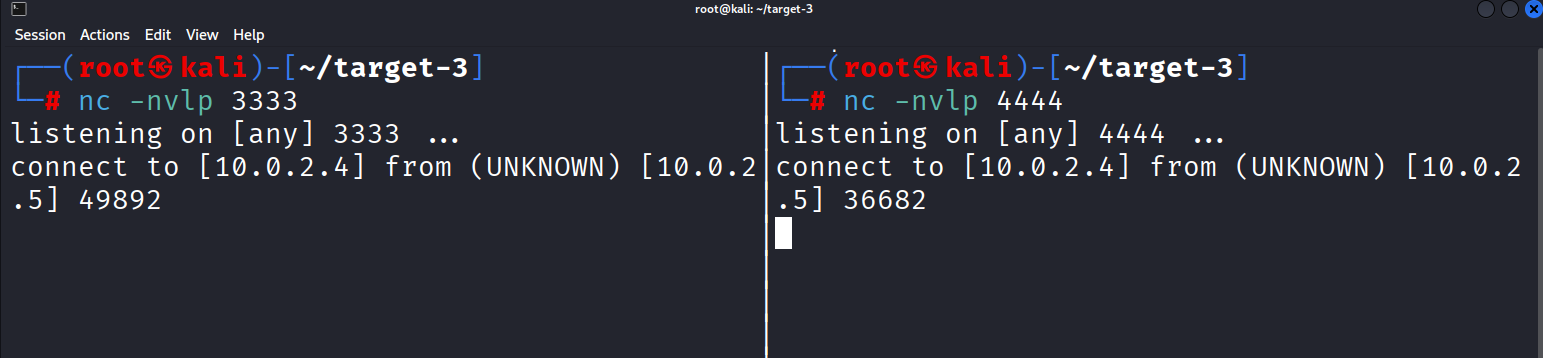 root@kali: ~/target-3
Session Actions Edit View Help
┌──(root㉿kali)-[~/target-3]
└─# nc -nvlp 3333
listening on [any] 3333 ...
connect to [10.0.2.4] from (UNKNOWN) [10.0.2
.5] 49892
┌──(root㉿kali)-[~/target-3]
└─# nc -nvlp 4444
listening on [any] 4444 ...
connect to [10.0.2.4] from (UNKNOWN) [10.0.2
.5] 36682